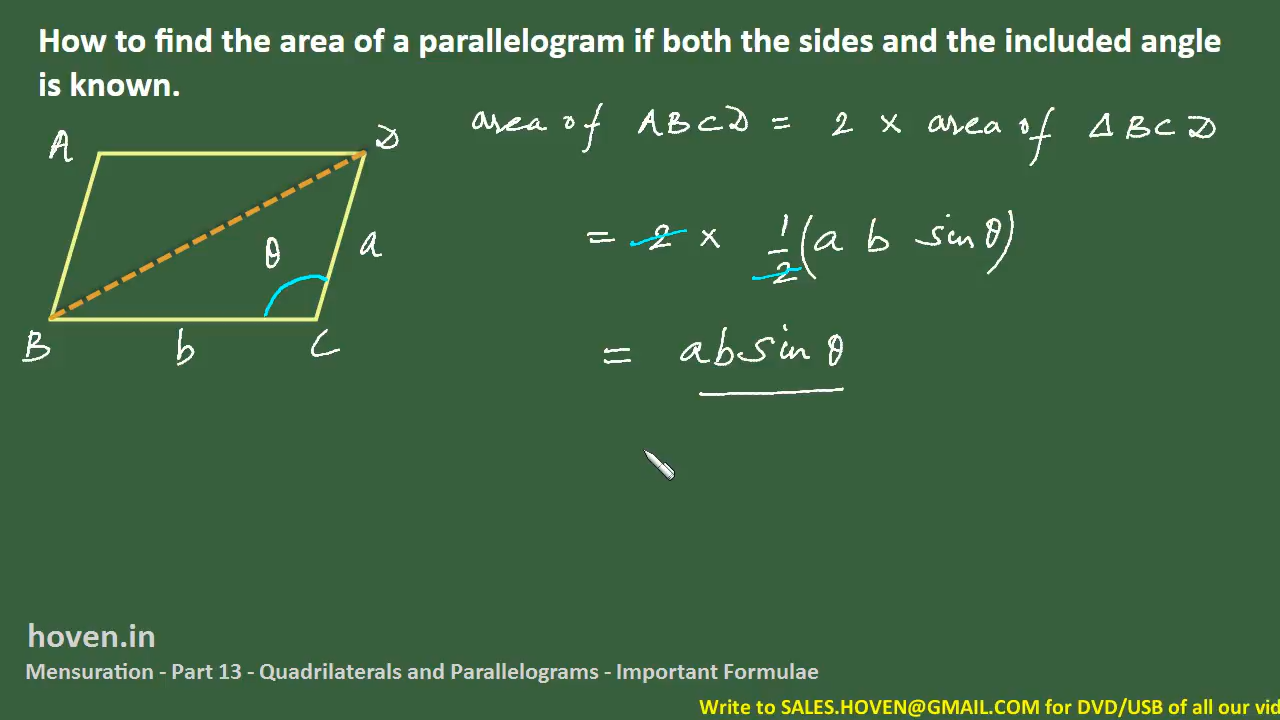 How to find the area of a parallelogram if both the sides and the included angle
is known.
area of ABCD = 2 × area of ΔBCD
A
D
= 2 × 1/2 (a b sin θ)
θ
a
= ab sin θ
B
b
C
hoven.in
Mensuration - Part 13 - Quadrilaterals and Parallelograms - Important Formulae
Write to SALES.HOVEN@GMAIL.COM for DVD/USB of all our vid